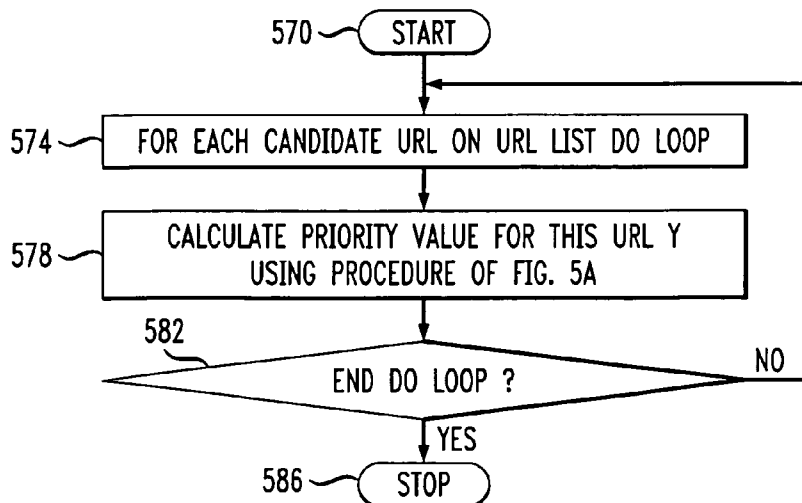 570 START
574 FOR EACH CANDIDATE URL ON URL LIST DO LOOP
578 CALCULATE PRIORITY VALUE FOR THIS URL Y
USING PROCEDURE OF FIG. 5A
582
END DO LOOP ?
NO
YES
586 STOP